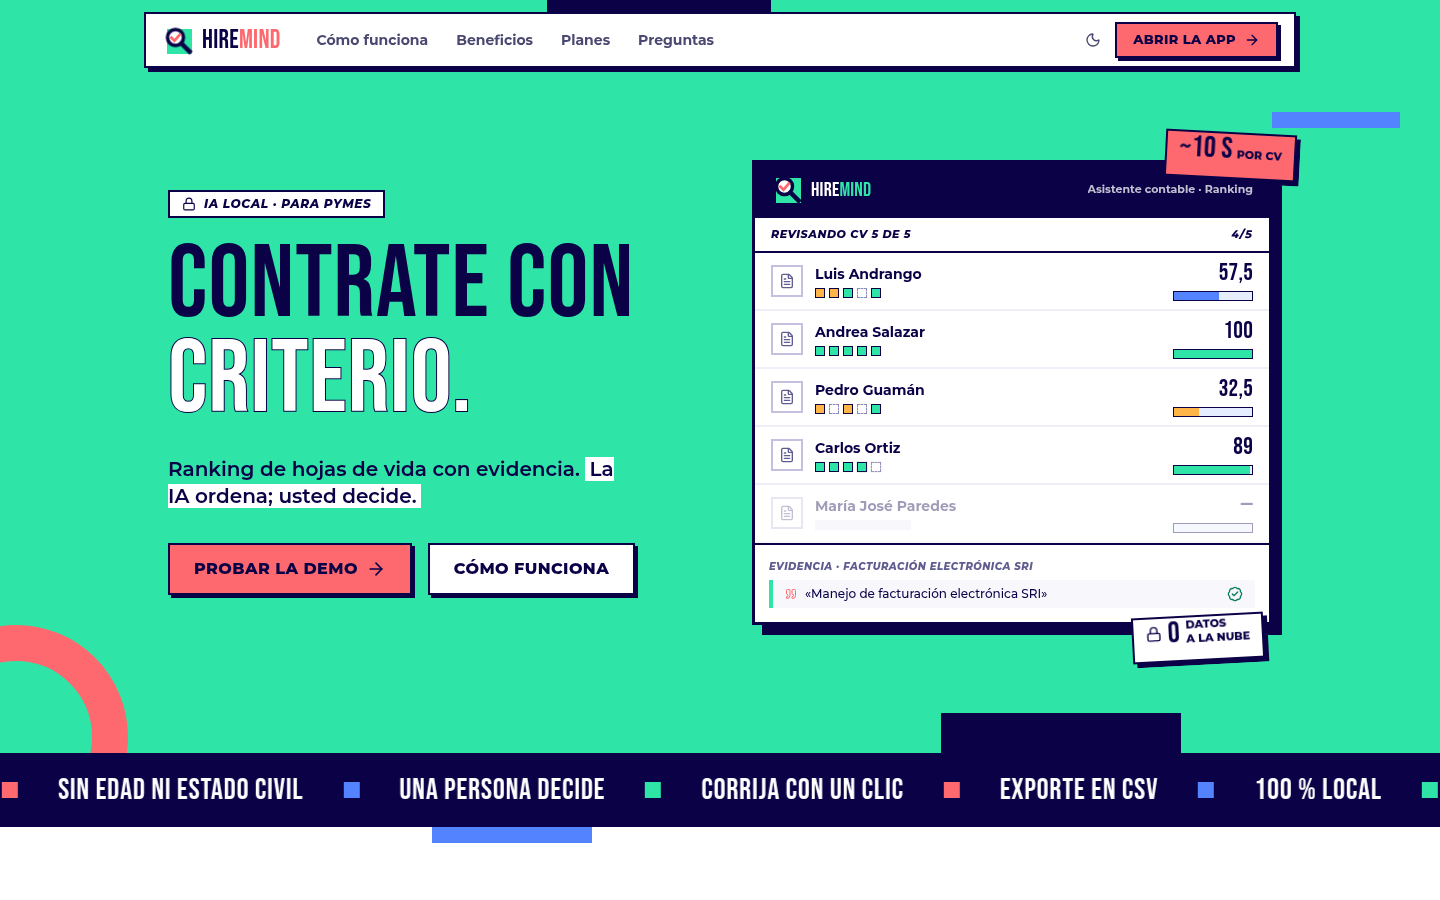 HIREMIND
Cómo funciona
Beneficios
Planes
Preguntas
ABRIR LA APP
IA LOCAL · PARA PYMES
CONTRATE CON
CRITERIO.
Ranking de hojas de vida con evidencia. La
IA ordena; usted decide.
PROBAR LA DEMO
CÓMO FUNCIONA
~10 S POR CV
HIREMIND
Asistente contable · Ranking
REVISANDO CV 5 DE 5
4/5
Luis Andrango
57,5
Andrea Salazar
100
Pedro Guamán
32,5
Carlos Ortiz
89
María José Paredes
—
EVIDENCIA · FACTURACIÓN ELECTRÓNICA SRI
«Manejo de facturación electrónica SRI»
0 DATOS
A LA NUBE
SIN EDAD NI ESTADO CIVIL
UNA PERSONA DECIDE
CORRIJA CON UN CLIC
EXPORTE EN CSV
100 % LOCAL